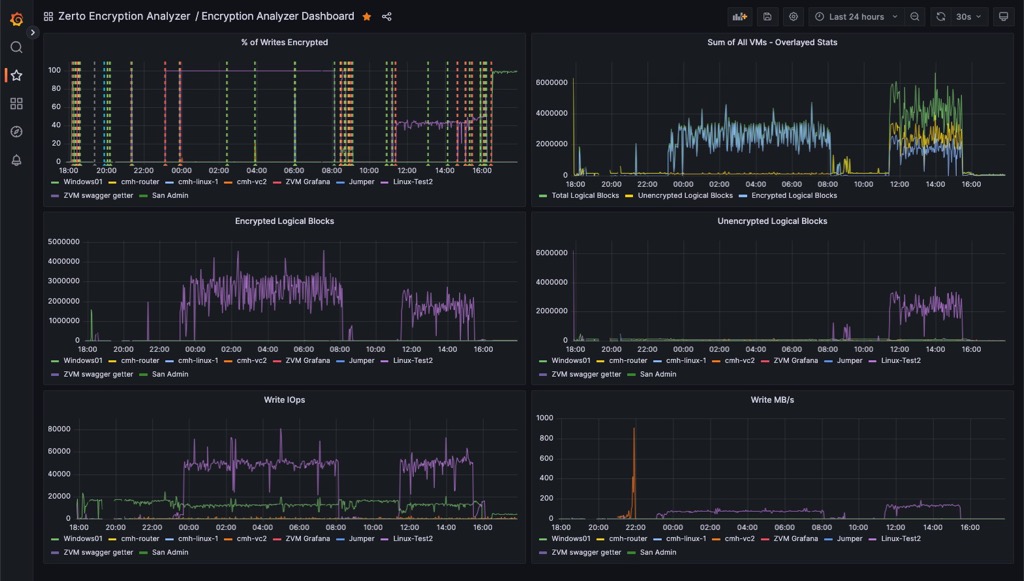 Zerto Encryption Analyzer / Encryption Analyzer Dashboard
Last 24 hours
30s
% of Writes Encrypted
100
80
60
40
20
0
18:00 20:00 22:00 00:00 02:00 04:00 06:00 08:00 10:00 12:00 14:00 16:00
Windows01 cmh-router cmh-linux-1 cmh-vc2 ZVM Grafana Jumper Linux-Test2
ZVM swagger getter San Admin
Sum of All VMs - Overlayed Stats
6000000
4000000
2000000
0
18:00 20:00 22:00 00:00 02:00 04:00 06:00 08:00 10:00 12:00 14:00 16:00
Total Logical Blocks Unencrypted Logical Blocks Encrypted Logical Blocks
Encrypted Logical Blocks
5000000
4000000
3000000
2000000
1000000
0
18:00 20:00 22:00 00:00 02:00 04:00 06:00 08:00 10:00 12:00 14:00 16:00
Windows01 cmh-router cmh-linux-1 cmh-vc2 ZVM Grafana Jumper Linux-Test2
ZVM swagger getter San Admin
Unencrypted Logical Blocks
6000000
4000000
2000000
0
18:00 20:00 22:00 00:00 02:00 04:00 06:00 08:00 10:00 12:00 14:00 16:00
Windows01 cmh-router cmh-linux-1 cmh-vc2 ZVM Grafana Jumper Linux-Test2
ZVM swagger getter San Admin
Write IOps
80000
60000
40000
20000
0
18:00 20:00 22:00 00:00 02:00 04:00 06:00 08:00 10:00 12:00 14:00 16:00
Windows01 cmh-router cmh-linux-1 cmh-vc2 ZVM Grafana Jumper Linux-Test2
ZVM swagger getter San Admin
Write MB/s
1000
800
600
400
200
0
18:00 20:00 22:00 00:00 02:00 04:00 06:00 08:00 10:00 12:00 14:00 16:00
Windows01 cmh-router cmh-linux-1 cmh-vc2 ZVM Grafana Jumper Linux-Test2
ZVM swagger getter San Admin